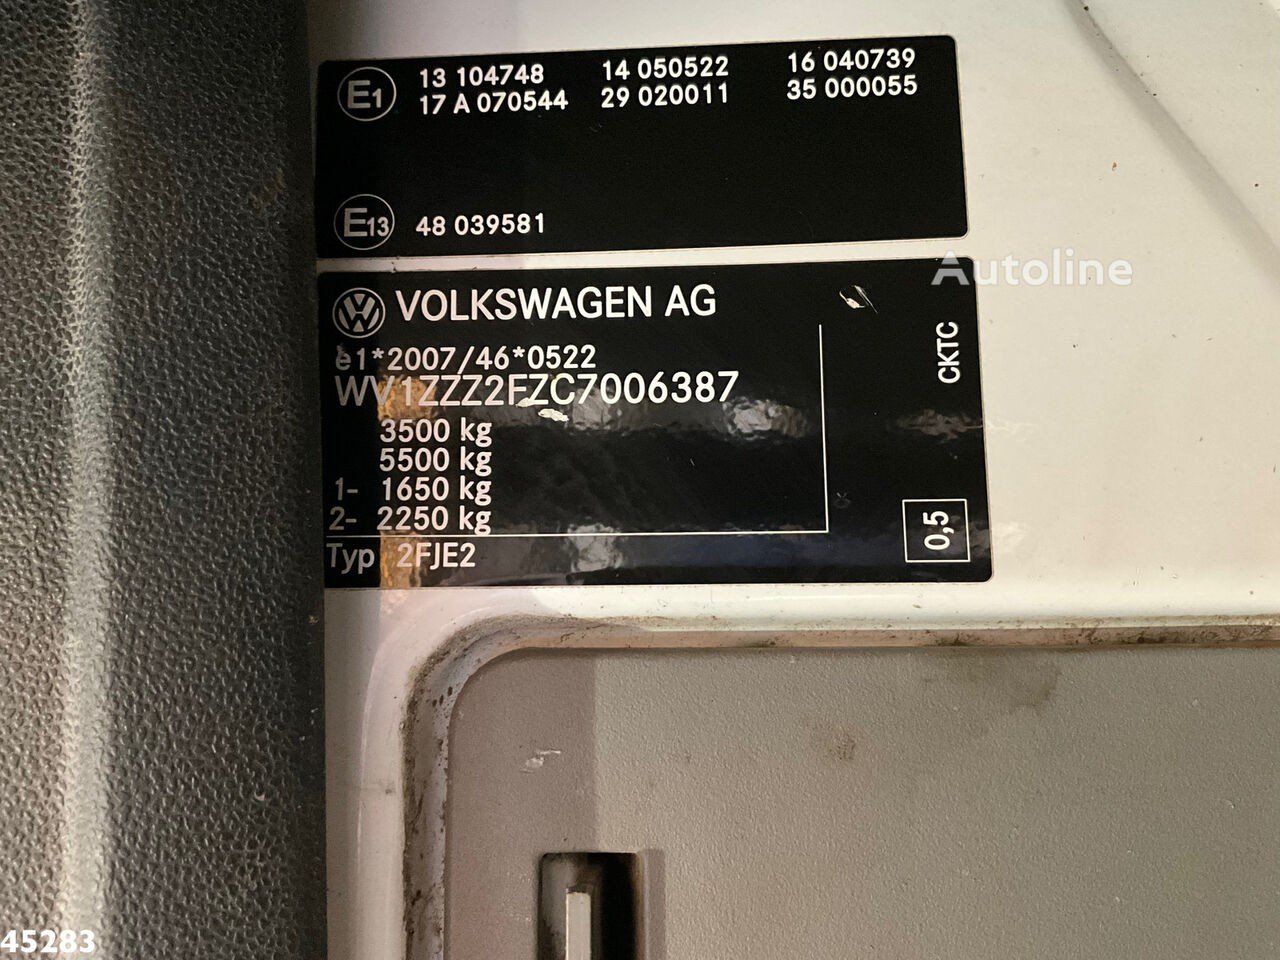 E1 13 104748 14 050522 16 040739
17 A 070544 29 020011 35 000055
E13 48 039581
Autoline
VW VOLKSWAGEN AG
e1*2007/46*0522
WV1ZZZ2FZC7006387
3500 kg
5500 kg
1- 1650 kg
2- 2250 kg
Typ 2FJE2
CKTC
0,5
45283